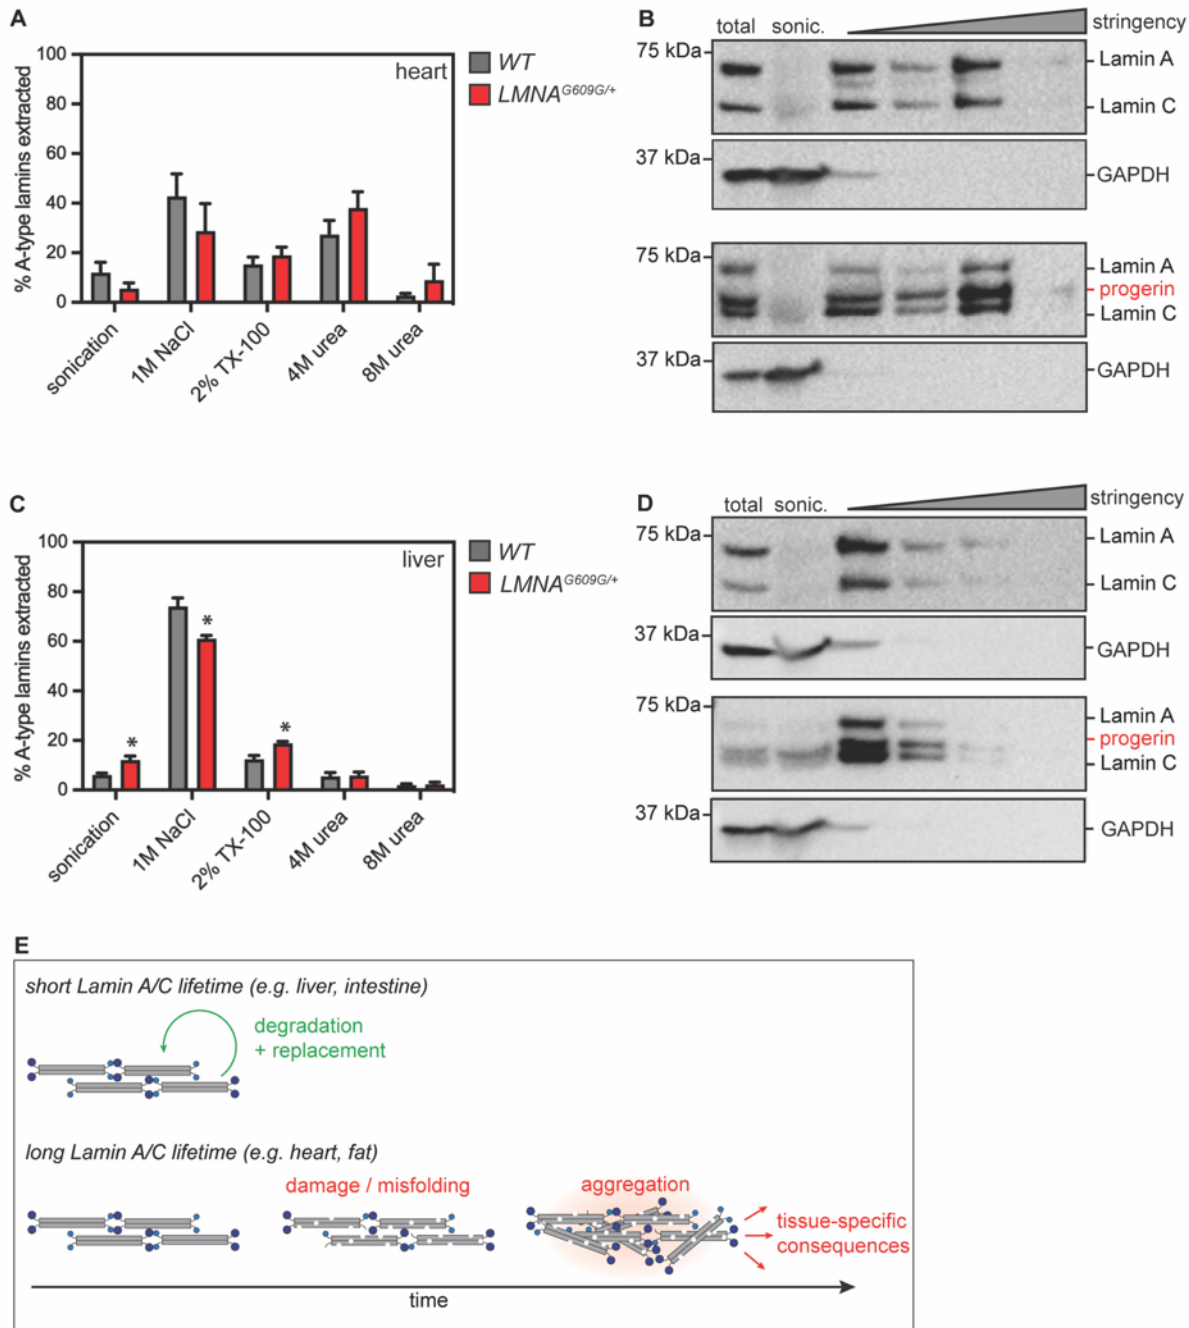 A
% A-type lamins extracted
100
80
60
40
20
0
heart
WT
LMNA^G609G/+
sonication
1M NaCl
2% TX-100
4M urea
8M urea
B
total sonic. stringency
75 kDa
Lamin A
Lamin C
37 kDa
GAPDH
75 kDa
Lamin A
progerin
Lamin C
37 kDa
GAPDH
C
% A-type lamins extracted
100
80
60
40
20
0
liver
WT
LMNA^G609G/+
*
*
*
sonication
1M NaCl
2% TX-100
4M urea
8M urea
D
total sonic. stringency
75 kDa
Lamin A
Lamin C
37 kDa
GAPDH
75 kDa
Lamin A
progerin
Lamin C
37 kDa
GAPDH
E
short Lamin A/C lifetime (e.g. liver, intestine)
degradation
+ replacement
long Lamin A/C lifetime (e.g. heart, fat)
damage / misfolding
aggregation
tissue-specific
consequences
time